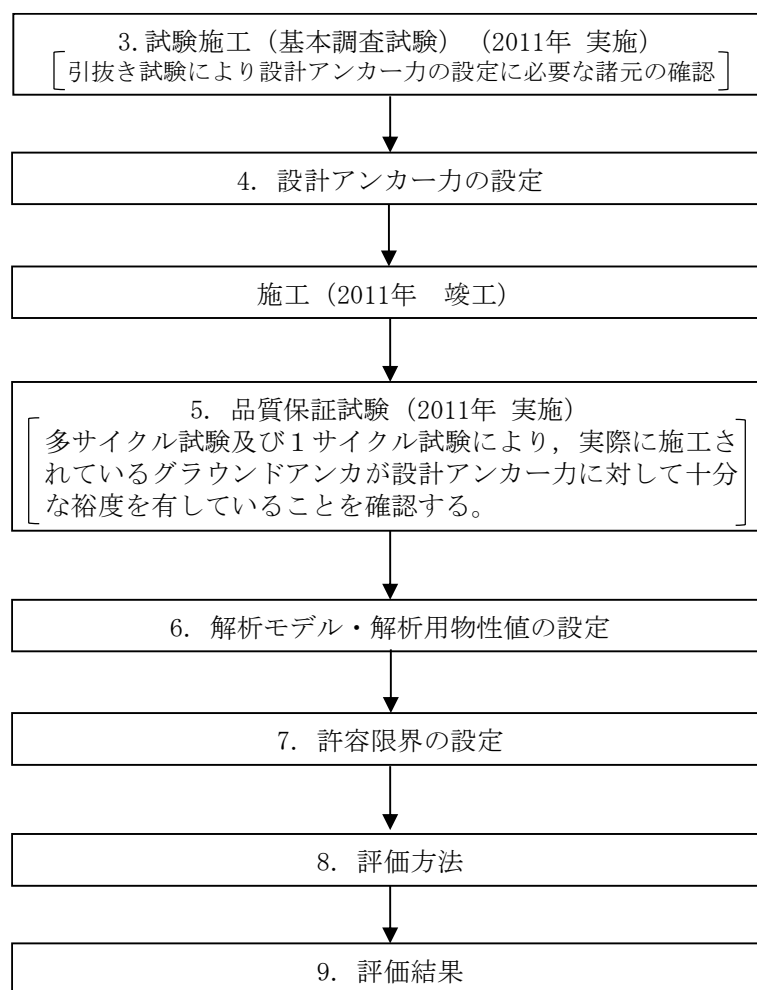 3.試験施工（基本調査試験）（2011年 実施）
引抜き試験により設計アンカー力の設定に必要な諸元の確認
4. 設計アンカー力の設定
施工（2011年　竣工）
5. 品質保証試験（2011年 実施）
多サイクル試験及び１サイクル試験により，実際に施工さ
れているグラウンドアンカが設計アンカー力に対して十分
な裕度を有していることを確認する。
6. 解析モデル・解析用物性値の設定
7. 許容限界の設定
8. 評価方法
9. 評価結果